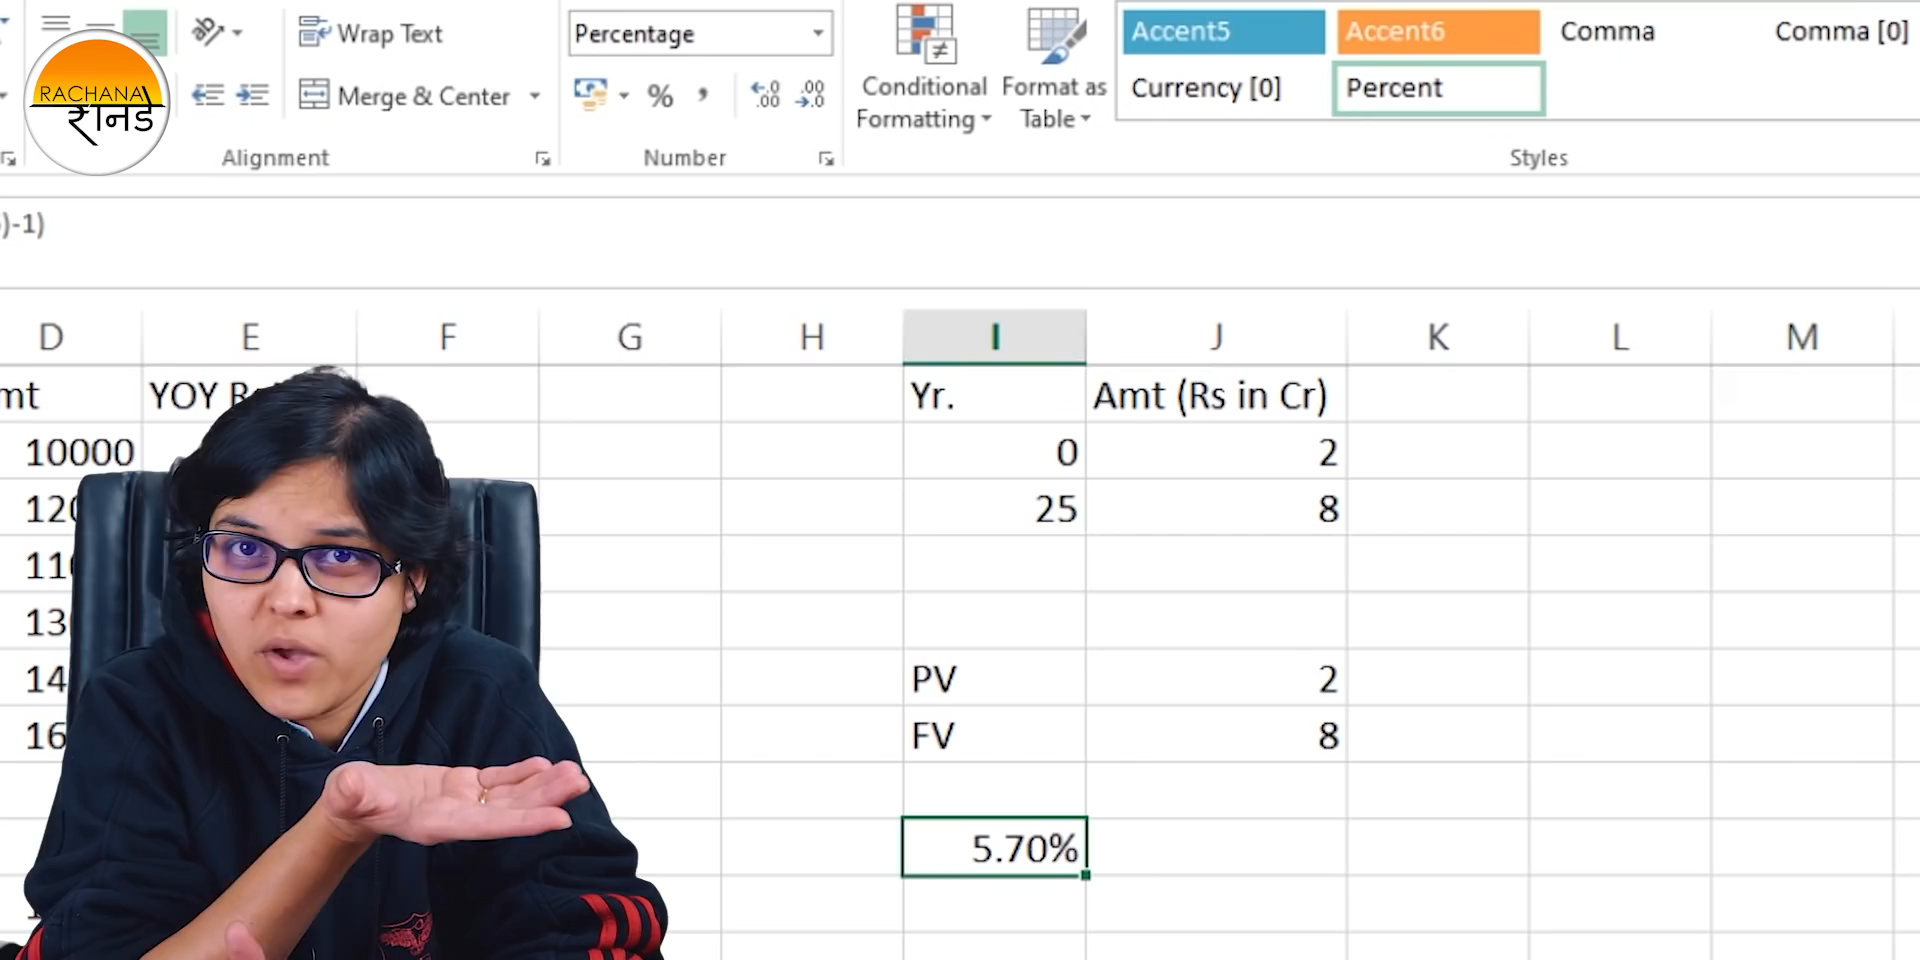 Wrap Text
Percentage
Accent5
Accent6
Comma
Comma [0]
RACHANA
रानडे
Merge & Center
%
Conditional
Formatting
Format as
Table
Currency [0]
Percent
Alignment
Number
Styles
)-1)
D E F G H I J K L M
mt YOY Yr. Amt (Rs in Cr)
10000 0 2
25 8
PV 2
FV 8
5.70%